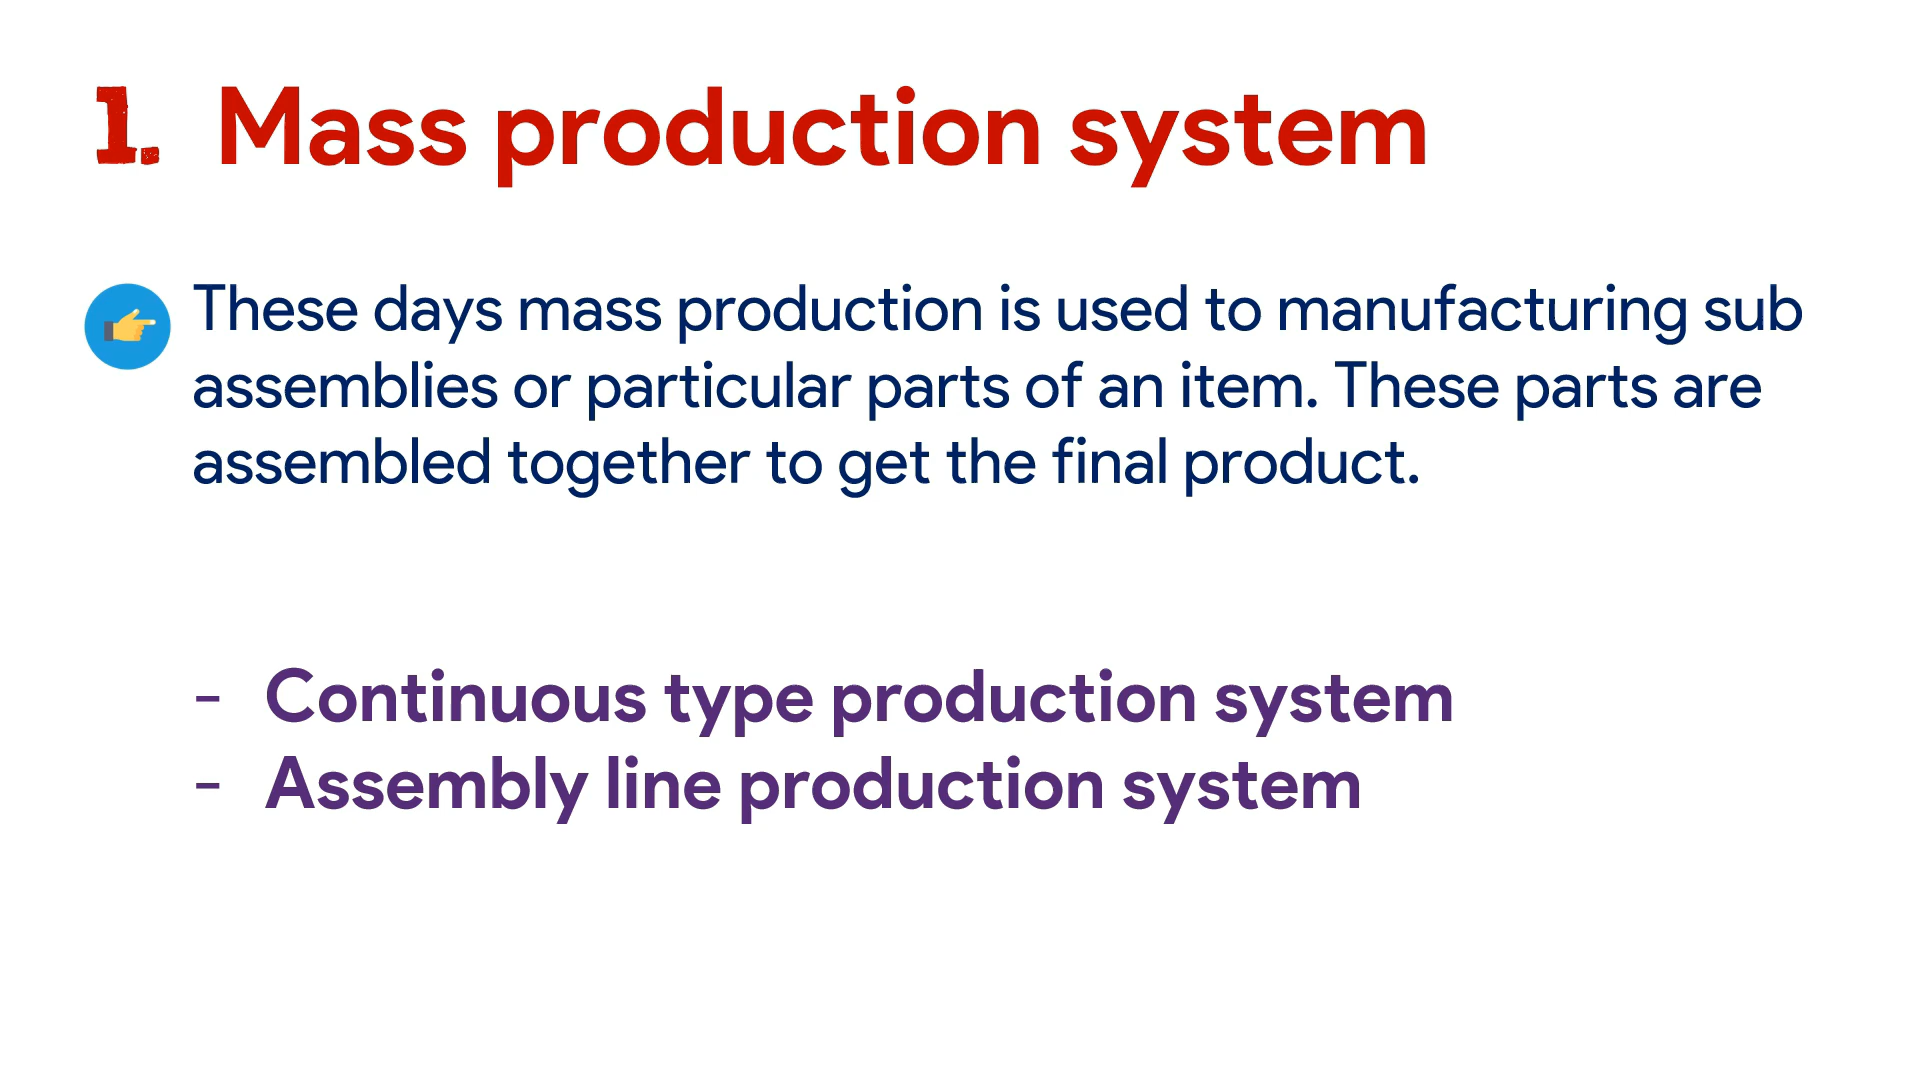 1. Mass production system
These days mass production is used to manufacturing sub
assemblies or particular parts of an item. These parts are
assembled together to get the final product.
- Continuous type production system
- Assembly line production system